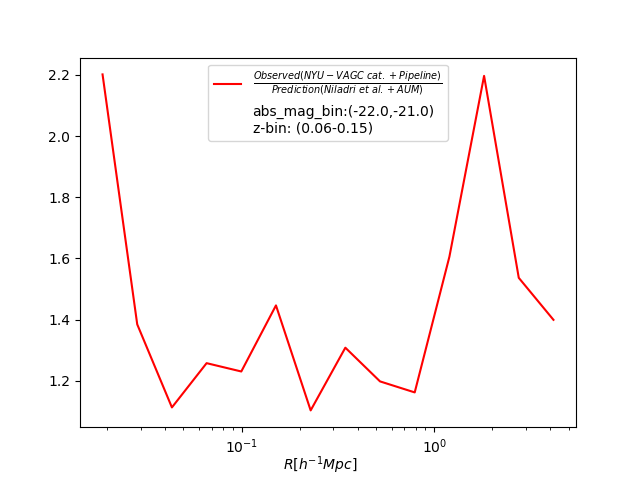 Observed(NYU − VAGC cat. + Pipeline)
Prediction(Niladri et al. + AUM)
abs_mag_bin:(-22.0,-21.0)
z-bin: (0.06-0.15)
2.2
2.0
1.8
1.6
1.4
1.2
10⁻¹ 10⁰
R[h⁻¹Mpc]